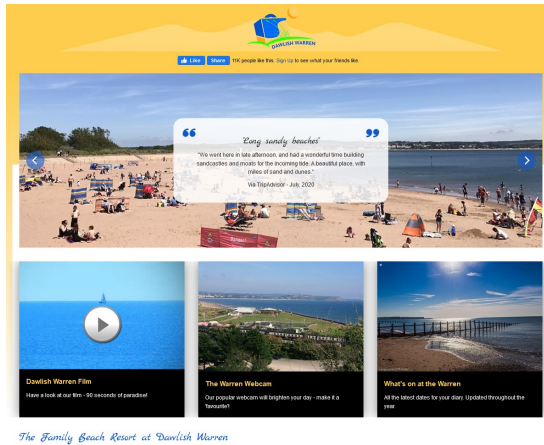 DAWLISH WARREN
Like Share 11K people like this. Sign Up to see what your friends like.
“ ”
'Long sandy beaches'
"We went here in late afternoon, and had a wonderful time building
sandcastles and moats for the incoming tide. A beautiful place, with
miles of sand and dunes."
Via TripAdvisor - July, 2020
Dawlish Warren Film
Have a look at our film - 90 seconds of paradise!
The Warren Webcam
Our popular webcam will brighten your day - make it a
'favourite'!
What's on at the Warren
All the latest dates for your diary. Updated throughout the
year.
The Family Beach Resort at Dawlish Warren